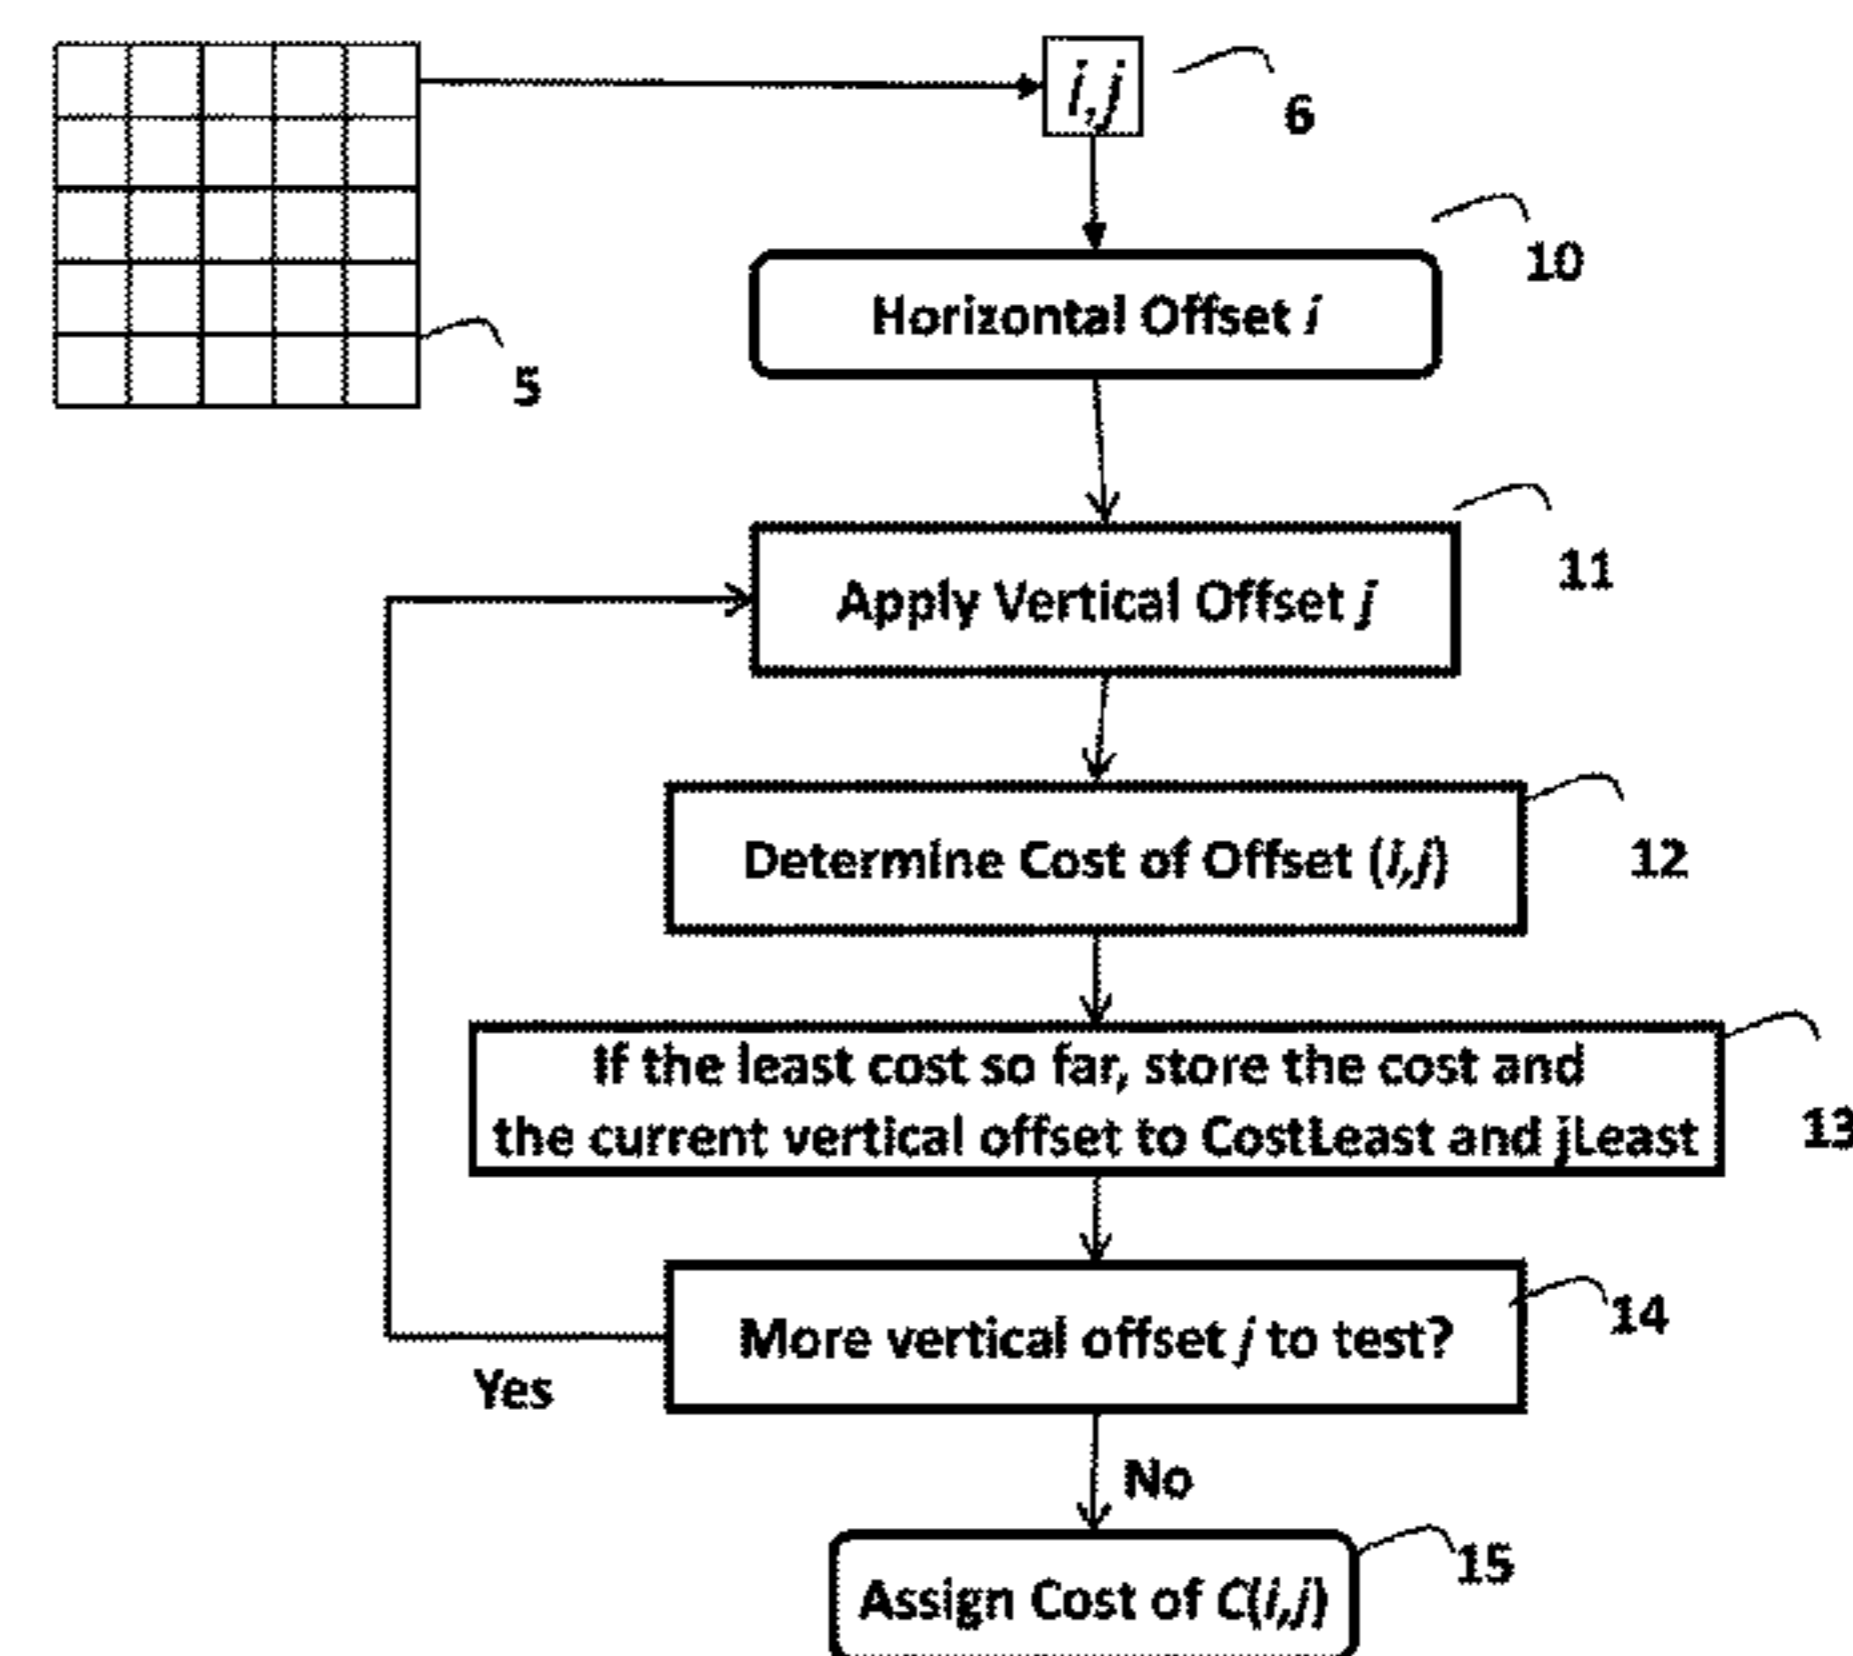 i,j
6
10
Horizontal Offset i
5
11
Apply Vertical Offset j
12
Determine Cost of Offset (i,j)
If the least cost so far, store the cost and
the current vertical offset to CostLeast and jLeast
13
14
More vertical offset j to test?
Yes
No
15
Assign Cost of C(i,j)